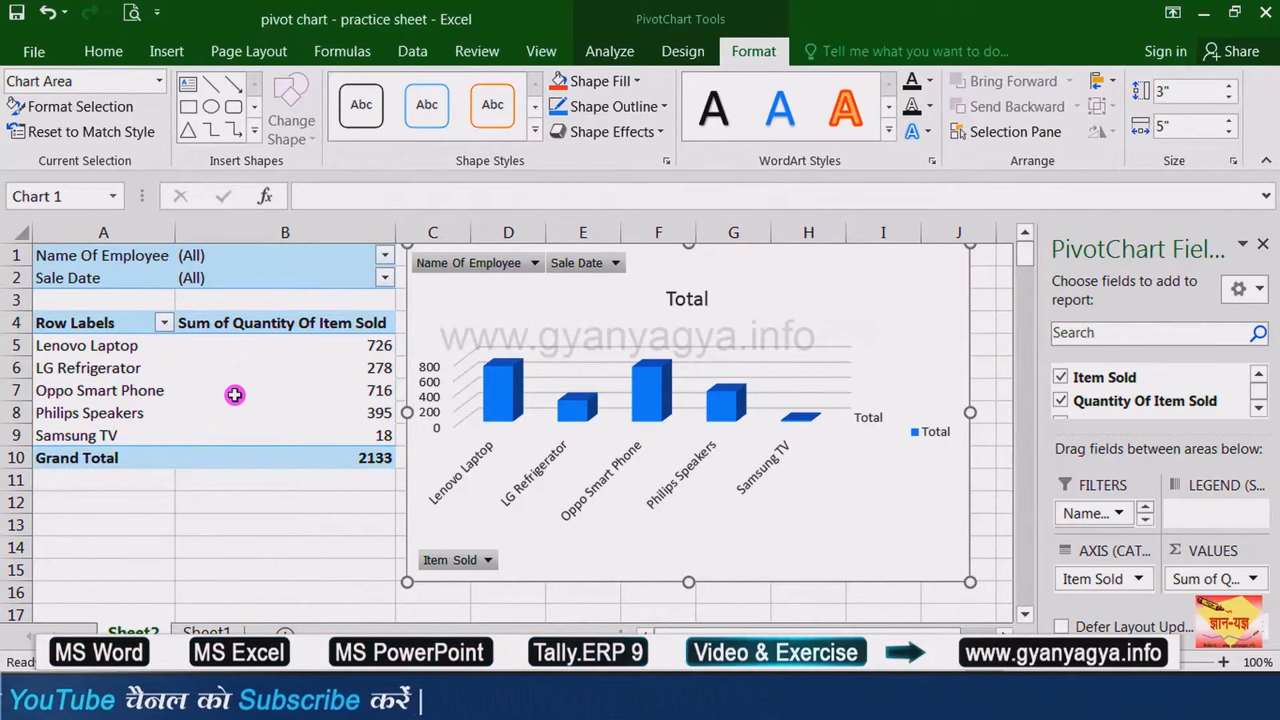 pivot chart - practice sheet - Excel
PivotChart Tools
File Home Insert Page Layout Formulas Data Review View Analyze Design Format Tell me what you want to do... Sign in Share
Chart Area
Format Selection
Reset to Match Style
Current Selection
Change
Shape
Insert Shapes
Abc Abc Abc
Shape Fill
Shape Outline
Shape Effects
Shape Styles
A A A
WordArt Styles
Bring Forward
Send Backward
Selection Pane
Arrange
3"
5"
Size
Chart 1
fx
A B C D E F G H I J
1 Name Of Employee (All)
2 Sale Date (All)
3
4 Row Labels Sum of Quantity Of Item Sold
5 Lenovo Laptop 726
6 LG Refrigerator 278
7 Oppo Smart Phone 716
8 Philips Speakers 395
9 Samsung TV 18
10 Grand Total 2133
11
12
13
14
15
16
17
Name Of Employee Sale Date
Total
www.gyanyagya.info
800
600
400
200
0
Lenovo Laptop
LG Refrigerator
Oppo Smart Phone
Philips Speakers
Samsung TV
Total
Total
Item Sold
PivotChart Fiel...
Choose fields to add to
report:
Search
Item Sold
Quantity Of Item Sold
Drag fields between areas below:
FILTERS LEGEND (S...
Name...
AXIS (CAT... Σ VALUES
Item Sold Sum of Q...
Defer Layout Upd...
ज्ञान-यज्ञ
Sheet2 Sheet1
Ready
100%
MS Word MS Excel MS PowerPoint Tally.ERP 9 Video & Exercise www.gyanyagya.info
YouTube चैनल को Subscribe करें |